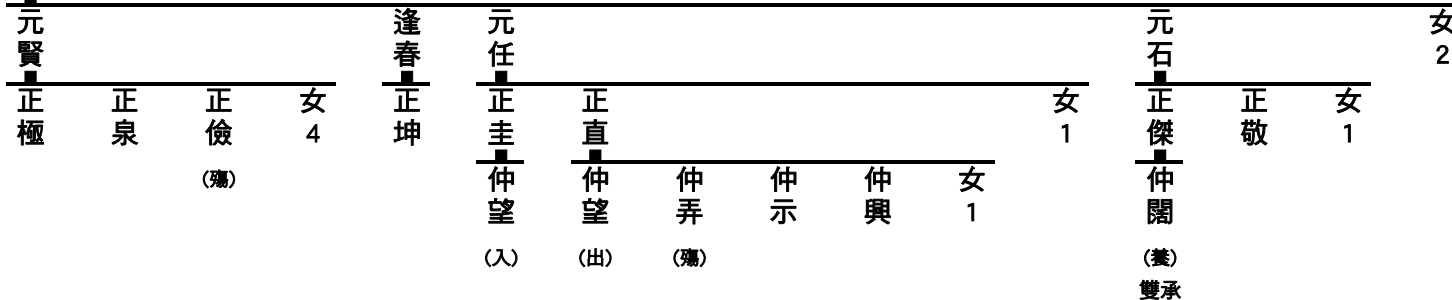 元賢
逢春
元任
元石
女2
正極
正泉
正儉
(殤)
女4
正坤
正圭
正直
女1
正傑
正敬
女1
仲望
(入)
仲望
(出)
仲弄
(殤)
仲示
仲興
女1
仲闊
(養)
雙承